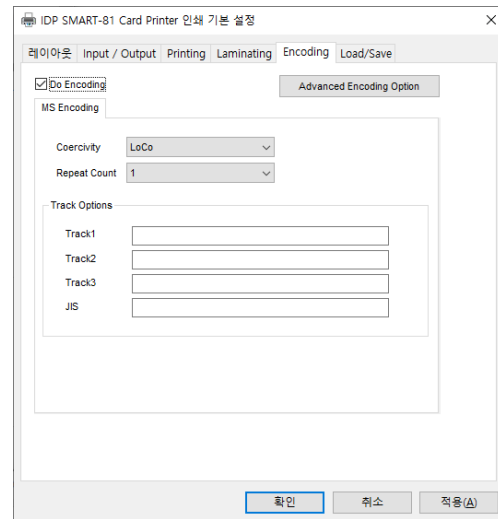 IDP SMART-81 Card Printer 인쇄 기본 설정
레이아웃 Input / Output Printing Laminating Encoding Load/Save
Do Encoding Advanced Encoding Option
MS Encoding
Coercivity LoCo
Repeat Count 1
Track Options
Track1
Track2
Track3
JIS
확인 취소 적용(A)